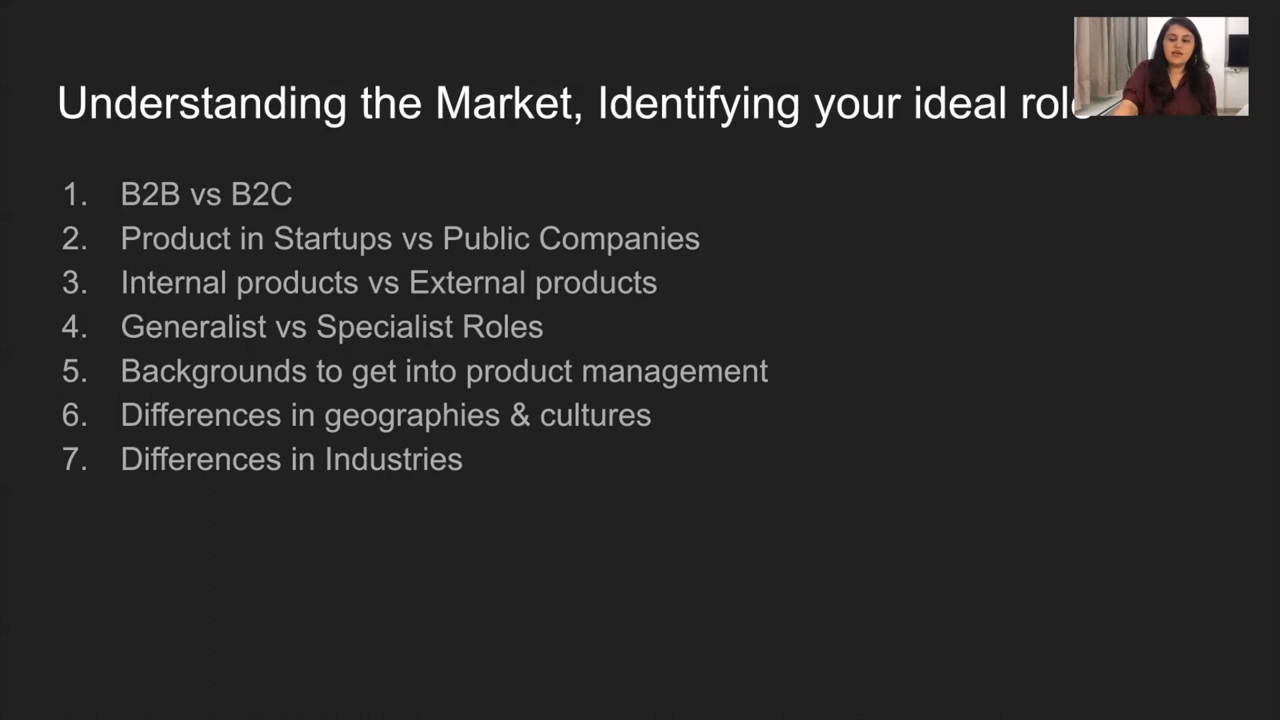 Understanding the Market, Identifying your ideal role
1. B2B vs B2C
2. Product in Startups vs Public Companies
3. Internal products vs External products
4. Generalist vs Specialist Roles
5. Backgrounds to get into product management
6. Differences in geographies & cultures
7. Differences in Industries